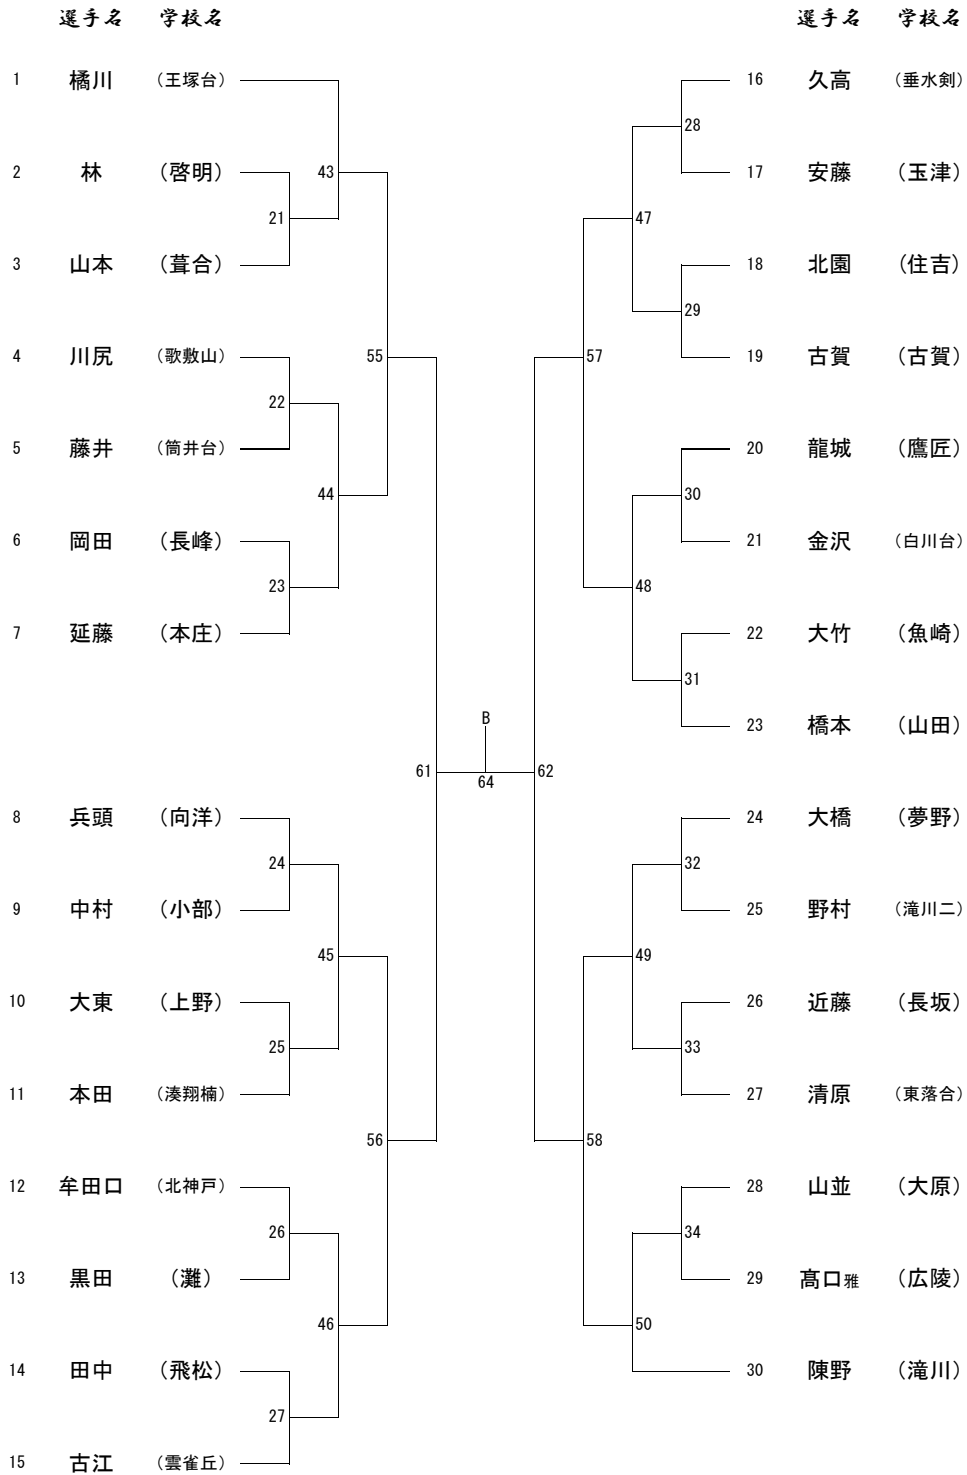 選手名 学校名 選手名 学校名
1 橘川 （王塚台） 16 久高 （垂水剣）
28
2 林 （啓明） 43 17 安藤 （玉津）
21 47
3 山本 （葺合） 18 北園 （住吉）
29
4 川尻 （歌敷山） 55 57 19 古賀 （古賀）
22
5 藤井 （筒井台） 20 龍城 （鷹匠）
44 30
6 岡田 （長峰） 21 金沢 （白川台）
23 48
7 延藤 （本庄） 22 大竹 （魚崎）
31
B 23 橋本 （山田）
61 64 62
8 兵頭 （向洋） 24 大橋 （夢野）
24 32
9 中村 （小部） 25 野村 （滝川二）
45 49
10 大東 （上野） 26 近藤 （長坂）
25 33
11 本田 （湊翔楠） 27 清原 （東落合）
56 58
12 牟田口 （北神戸） 28 山並 （大原）
26 34
13 黒田 （灘） 29 髙口雅 （広陵）
46 50
14 田中 （飛松） 30 陳野 （滝川）
27
15 古江 （雲雀丘）